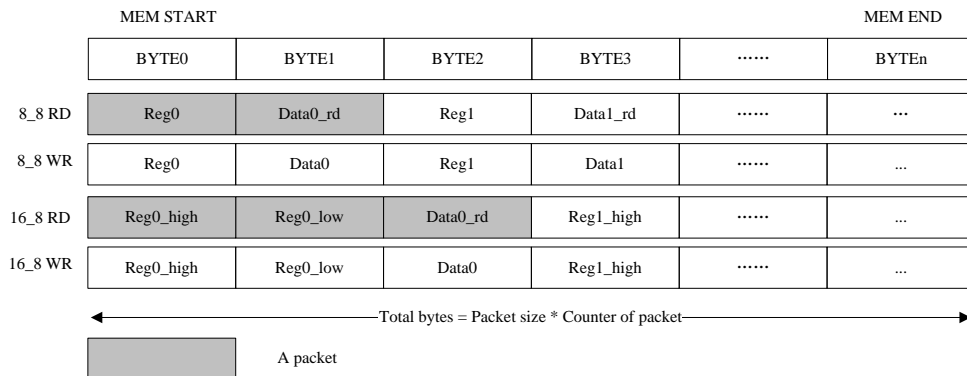 MEM START MEM END
BYTE0 BYTE1 BYTE2 BYTE3 ...... BYTEn
8_8 RD Reg0 Data0_rd Reg1 Data1_rd ...... ...
8_8 WR Reg0 Data0 Reg1 Data1 ...... ...
16_8 RD Reg0_high Reg0_low Data0_rd Reg1_high ...... ...
16_8 WR Reg0_high Reg0_low Data0 Reg1_high ...... ...
Total bytes = Packet size * Counter of packet
A packet